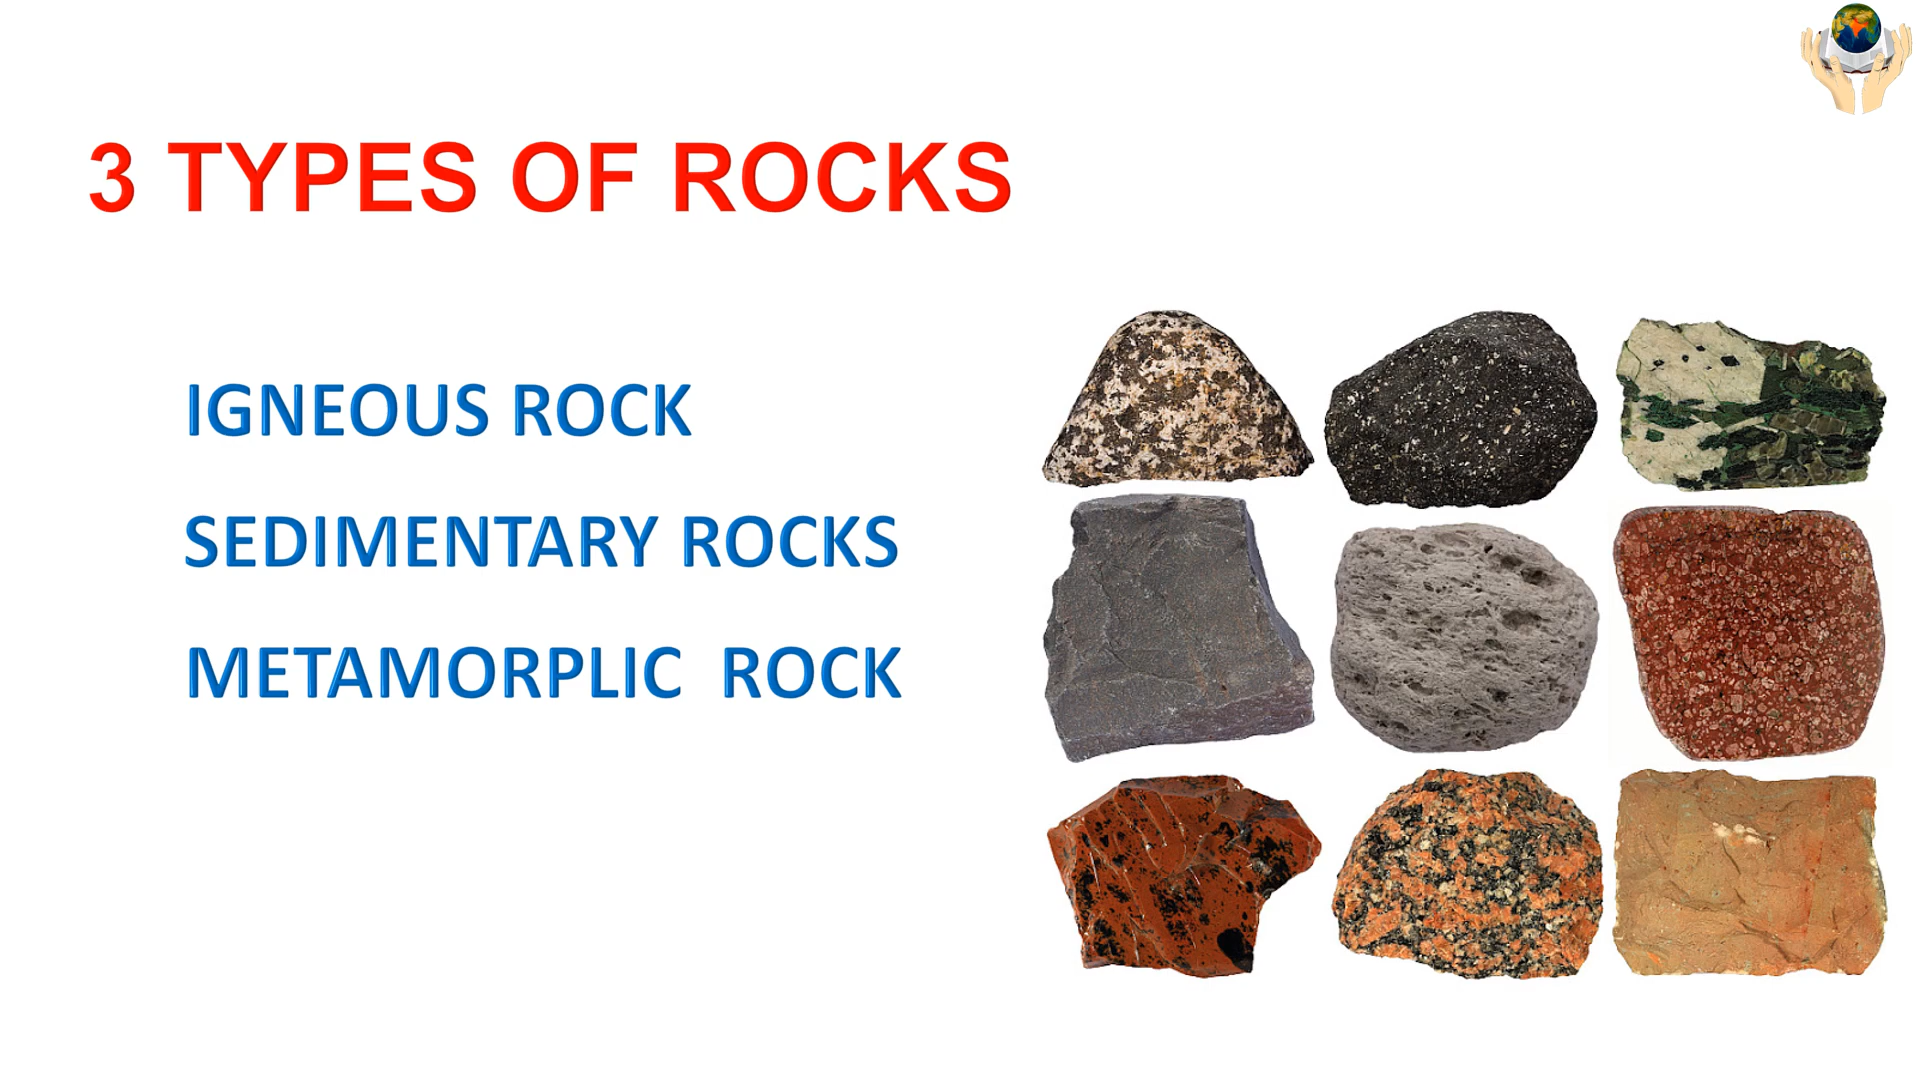 3 TYPES OF ROCKS
IGNEOUS ROCK
SEDIMENTARY ROCKS
METAMORPLIC ROCK